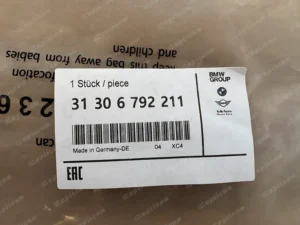 and children
keep this bag away from babies
focation
1 Stück / piece
31 30 6 792 211
Made in Germany-DE 04 XC4
BMW
GROUP
EAC